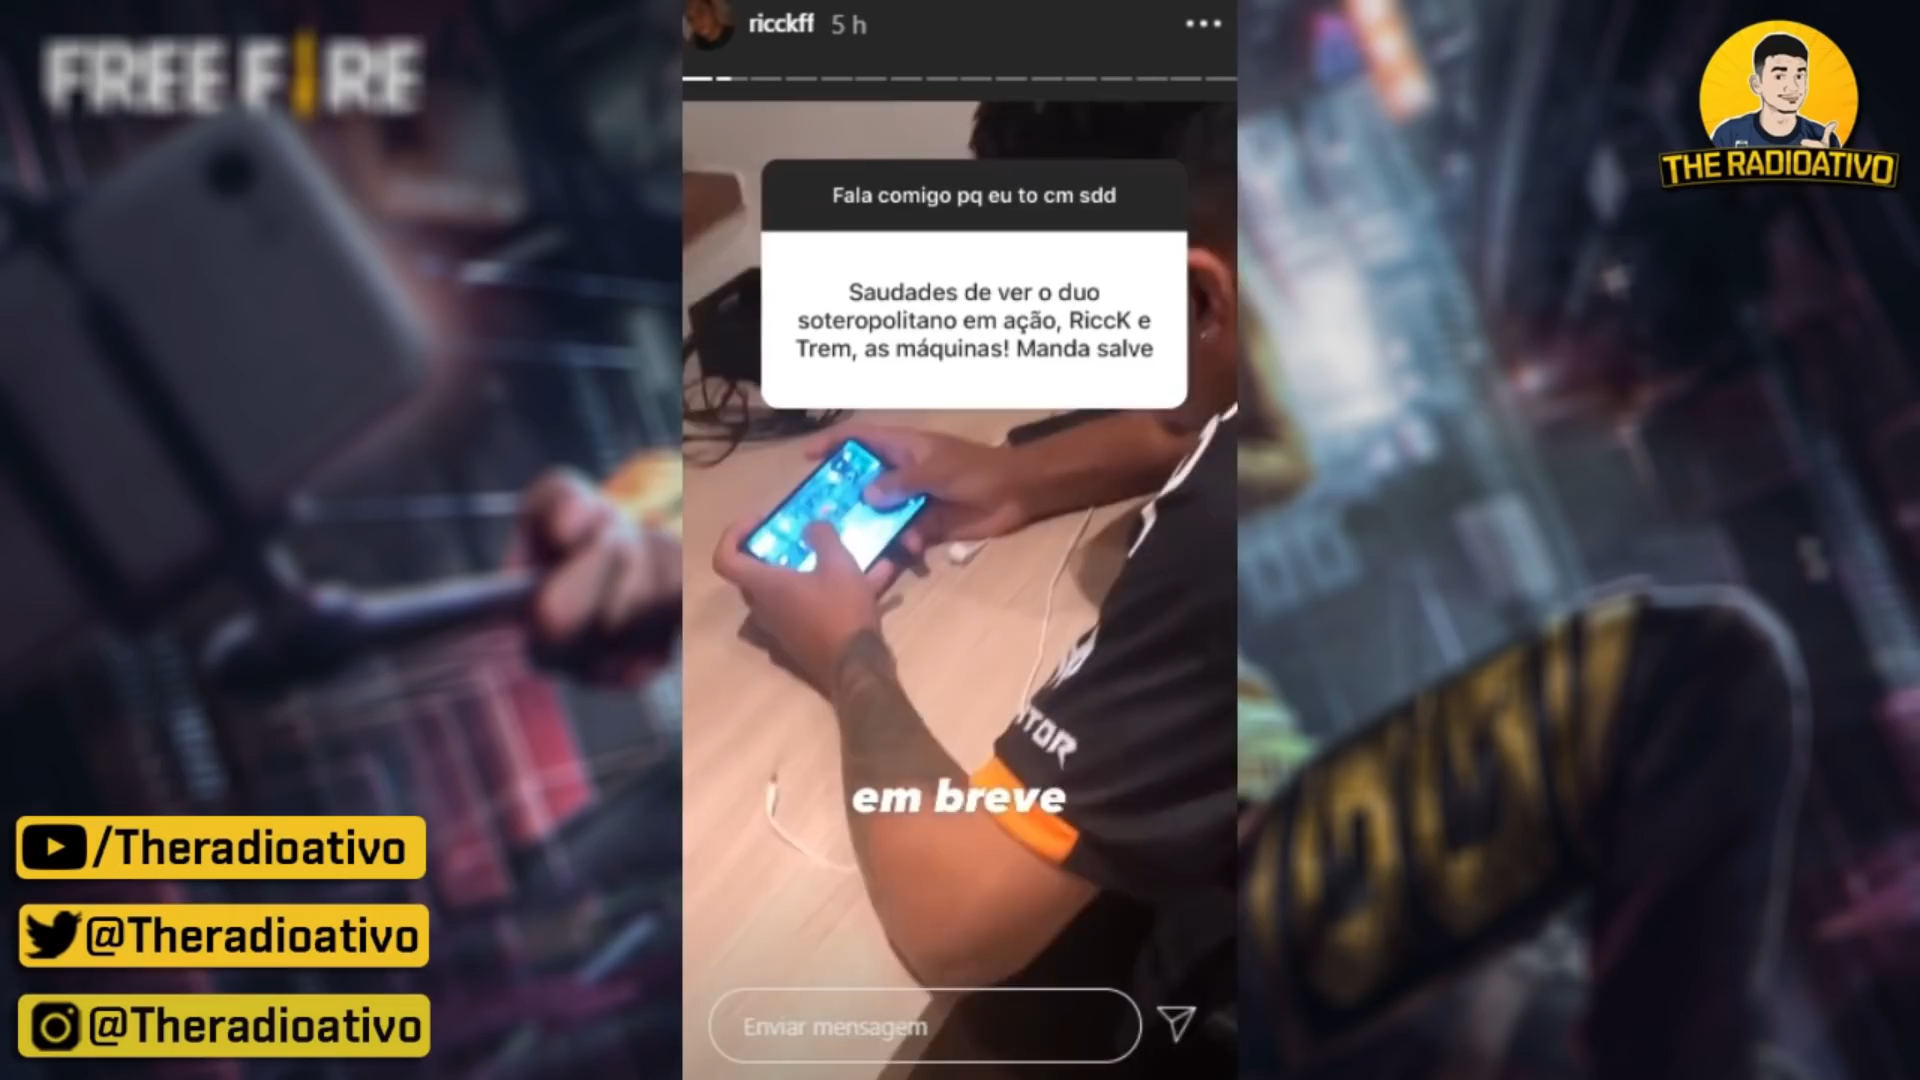 FREE FIRE
ricckff 5 h
THE RADIOATIVO
Fala comigo pq eu to cm sdd
Saudades de ver o duo
soteropolitano em ação, RiccK e
Trem, as máquinas! Manda salve
TOR
em breve
/Theradioativo
@Theradioativo
@Theradioativo
Enviar mensagem